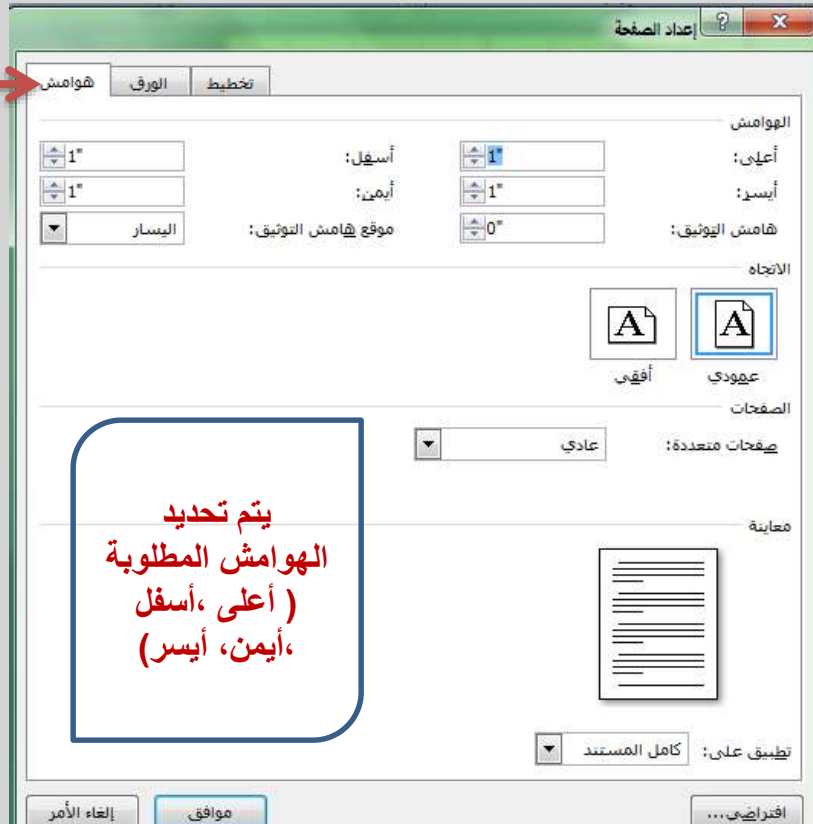 إعداد الصفحة
هوامش الورق تخطيط
الهوامش
أعلى: 1" أسفل: 1"
أيسر: 1" أيمن: 1"
هامش التوثيق: 0" موقع هامش التوثيق: اليسار
الاتجاه
A A
عمودي أفقي
الصفحات
صفحات متعددة: عادي
معاينة
يتم تحديد
الهوامش المطلوبة
( أعلى ،أسفل
،أيمن، أيسر)
تطبيق على: كامل المستند
افتراضي... موافق إلغاء الأمر